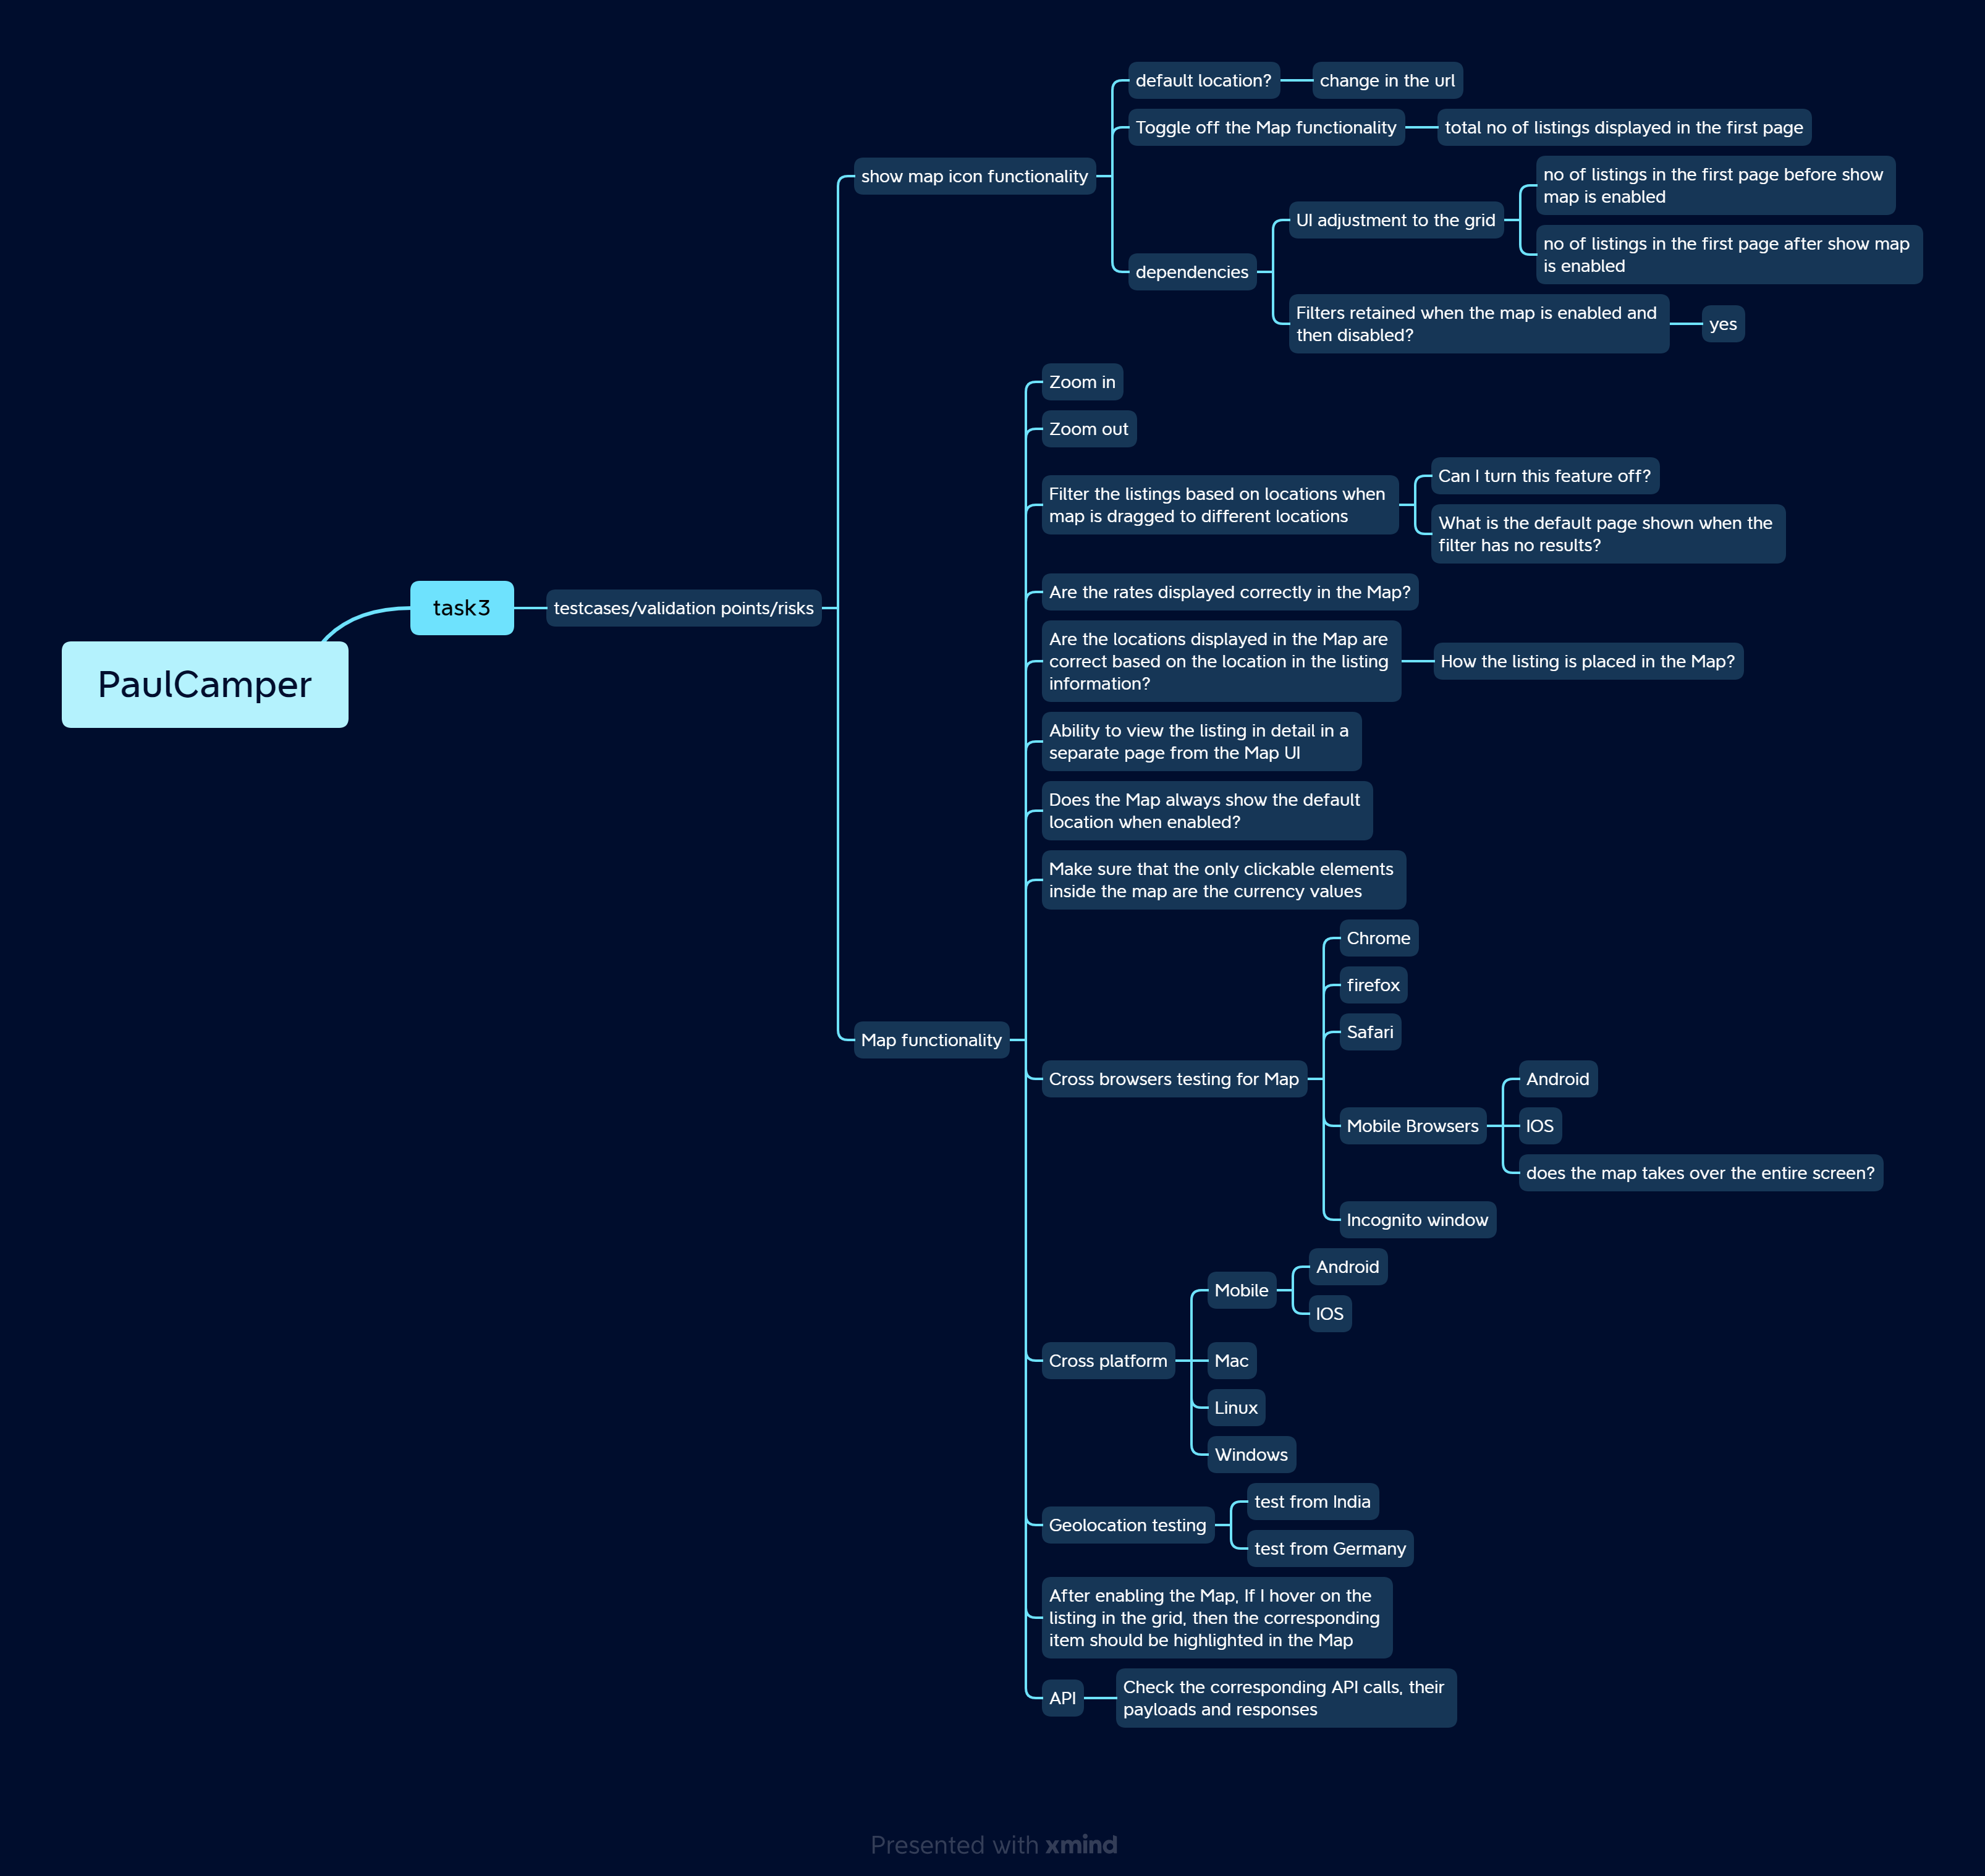 default location?
change in the url
Toggle off the Map functionality
total no of listings displayed in the first page
show map icon functionality
no of listings in the first page before show
map is enabled
UI adjustment to the grid
no of listings in the first page after show map
is enabled
dependencies
Filters retained when the map is enabled and
then disabled?
yes
Zoom in
Zoom out
Filter the listings based on locations when
map is dragged to different locations
Can I turn this feature off?
What is the default page shown when the
filter has no results?
Are the rates displayed correctly in the Map?
task3
testcases/validation points/risks
PaulCamper
Are the locations displayed in the Map are
correct based on the location in the listing
information?
How the listing is placed in the Map?
Ability to view the listing in detail in a
separate page from the Map UI
Does the Map always show the default
location when enabled?
Make sure that the only clickable elements
inside the map are the currency values
Map functionality
Chrome
firefox
Safari
Cross browsers testing for Map
Android
Mobile Browsers
IOS
does the map takes over the entire screen?
Incognito window
Mobile
Android
IOS
Cross platform
Mac
Linux
Windows
Geolocation testing
test from India
test from Germany
After enabling the Map, If I hover on the
listing in the grid, then the corresponding
item should be highlighted in the Map
API
Check the corresponding API calls, their
payloads and responses
Presented with xmind